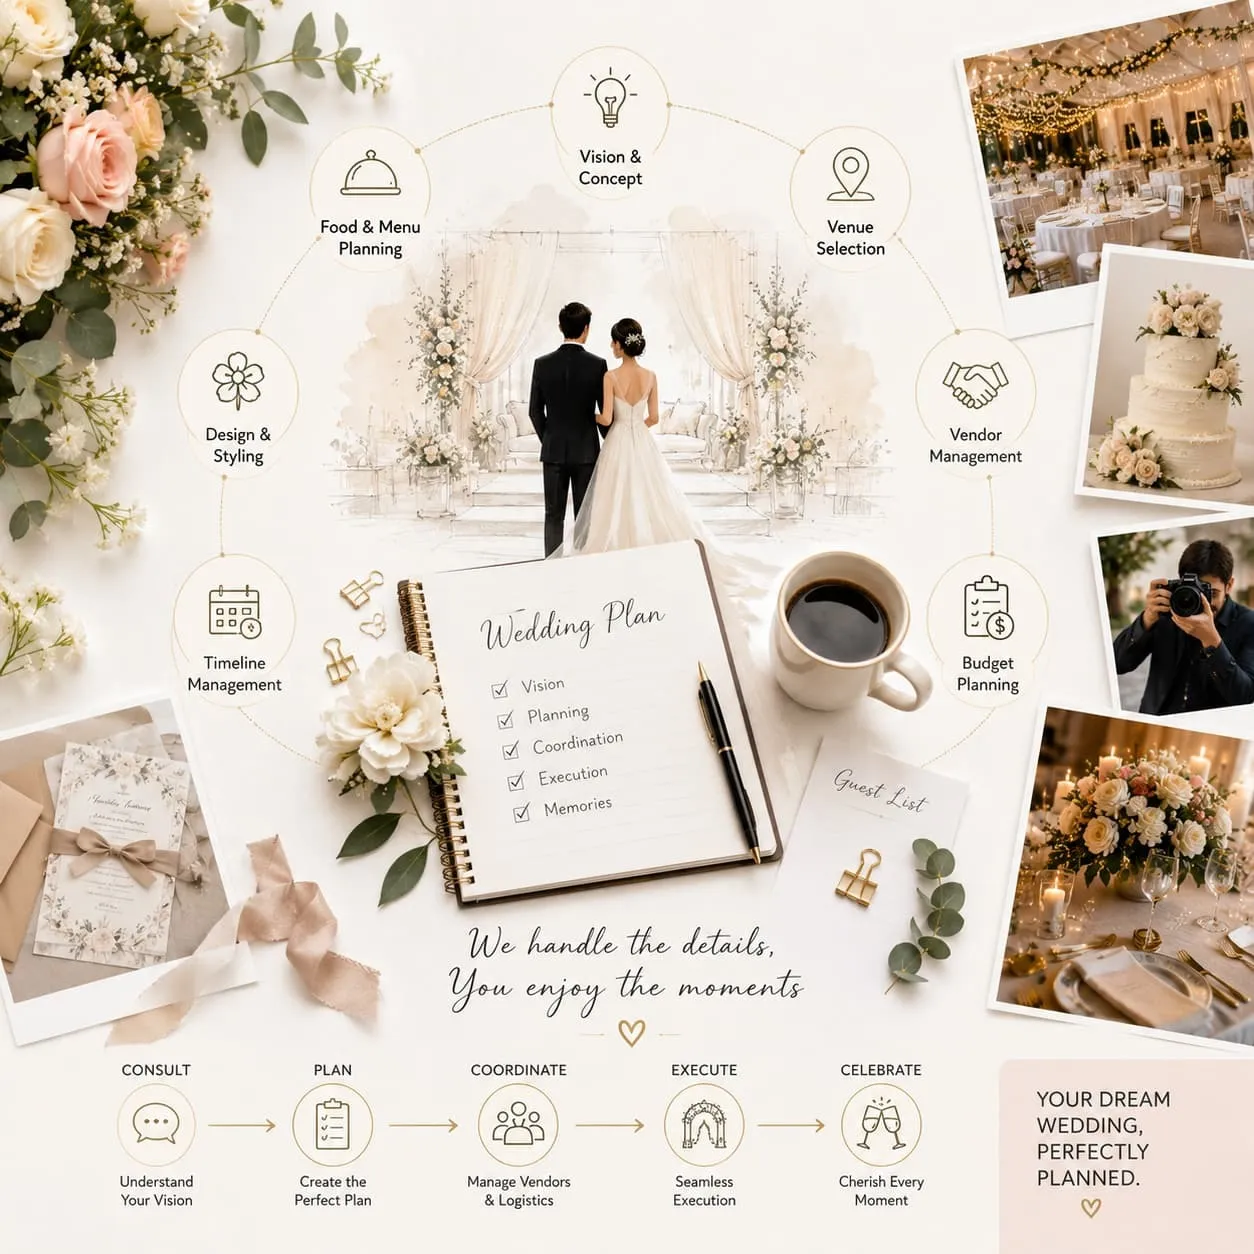 Vision &
Concept
Food & Menu
Planning
Venue
Selection
Design &
Styling
Vendor
Management
Timeline
Management
Budget
Planning
$
Wedding Plan
Vision
Planning
Coordination
Execution
Memories
Guest List
We handle the details,
You enjoy the moments
CONSULT
PLAN
COORDINATE
EXECUTE
CELEBRATE
Understand
Your Vision
Create the
Perfect Plan
Manage Vendors
& Logistics
Seamless
Execution
Cherish Every
Moment
YOUR DREAM
WEDDING,
PERFECTLY
PLANNED.